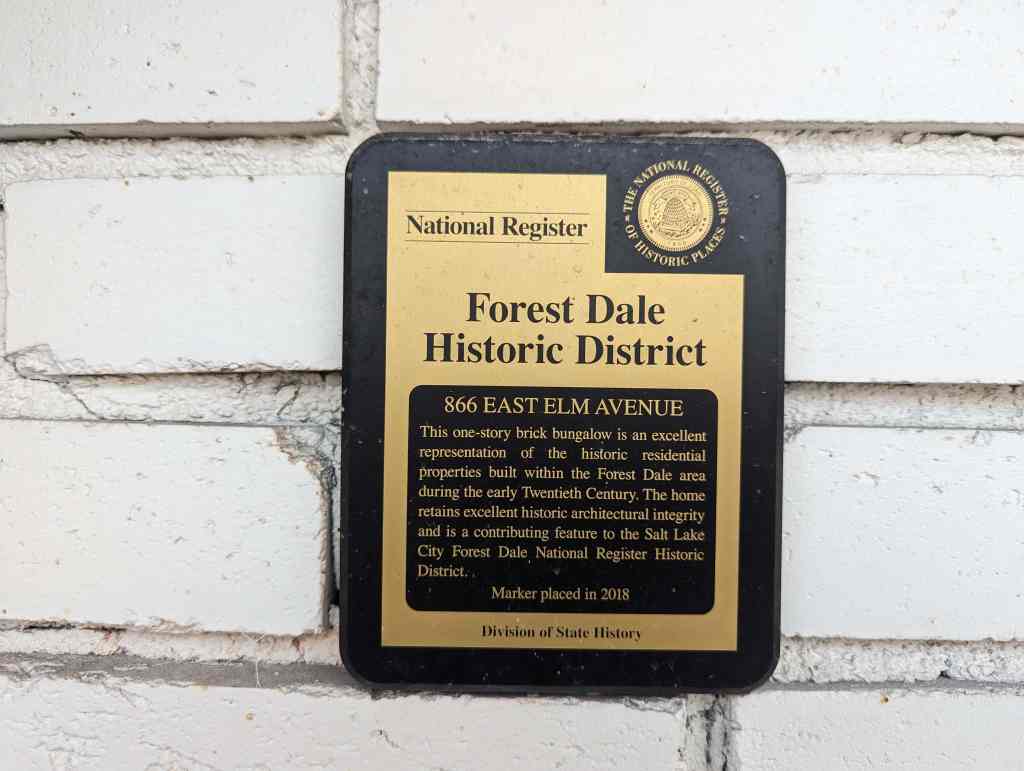 National Register
THE NATIONAL REGISTER
OF HISTORIC PLACES
Forest Dale
Historic District
866 EAST ELM AVENUE
This one-story brick bungalow is an excellent
representation of the historic residential
properties built within the Forest Dale area
during the early Twentieth Century. The home
retains excellent historic architectural integrity
and is a contributing feature to the Salt Lake
City Forest Dale National Register Historic
District.
Marker placed in 2018
Division of State History